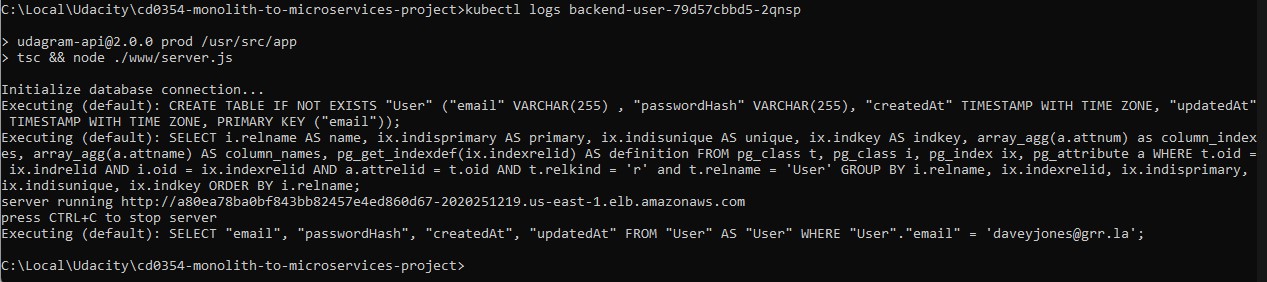 C:\Local\Udacity\cd0354-monolith-to-microservices-project>kubectl logs backend-user-79d57cbbd5-2qnsp
> udagram-api@2.0.0 prod /usr/src/app
> tsc && node ./www/server.js
Initialize database connection...
Executing (default): CREATE TABLE IF NOT EXISTS "User" ("email" VARCHAR(255) , "passwordHash" VARCHAR(255), "createdAt" TIMESTAMP WITH TIME ZONE, "updatedAt"
 TIMESTAMP WITH TIME ZONE, PRIMARY KEY ("email"));
Executing (default): SELECT i.relname AS name, ix.indisprimary AS primary, ix.indisunique AS unique, ix.indkey AS indkey, array_agg(a.attnum) as column_index
es, array_agg(a.attname) AS column_names, pg_get_indexdef(ix.indexrelid) AS definition FROM pg_class t, pg_class i, pg_index ix, pg_attribute a WHERE t.oid =
 ix.indrelid AND i.oid = ix.indexrelid AND a.attrelid = t.oid AND t.relkind = 'r' and t.relname = 'User' GROUP BY i.relname, ix.indexrelid, ix.indisprimary,
ix.indisunique, ix.indkey ORDER BY i.relname;
server running http://a80ea78ba0bf843bb82457e4ed860d67-2020251219.us-east-1.elb.amazonaws.com
press CTRL+C to stop server
Executing (default): SELECT "email", "passwordHash", "createdAt", "updatedAt" FROM "User" AS "User" WHERE "User"."email" = 'daveyjones@grr.la';
C:\Local\Udacity\cd0354-monolith-to-microservices-project>